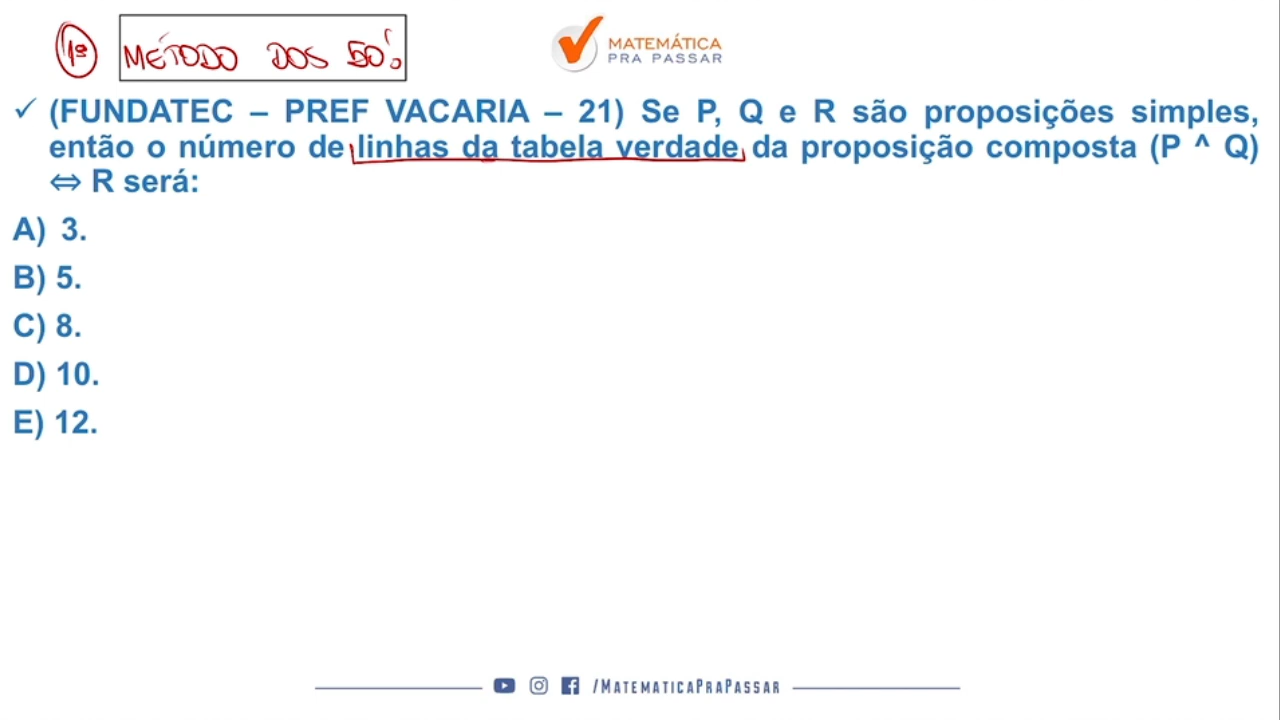 1º MÉTODO DOS 50!
MATEMÁTICA
PRA PASSAR
✓ (FUNDATEC – PREF VACARIA – 21) Se P, Q e R são proposições simples,
então o número de linhas da tabela verdade da proposição composta (P ^ Q)
⇔ R será:
A) 3.
B) 5.
C) 8.
D) 10.
E) 12.
/MATEMATICAPRAPASSAR